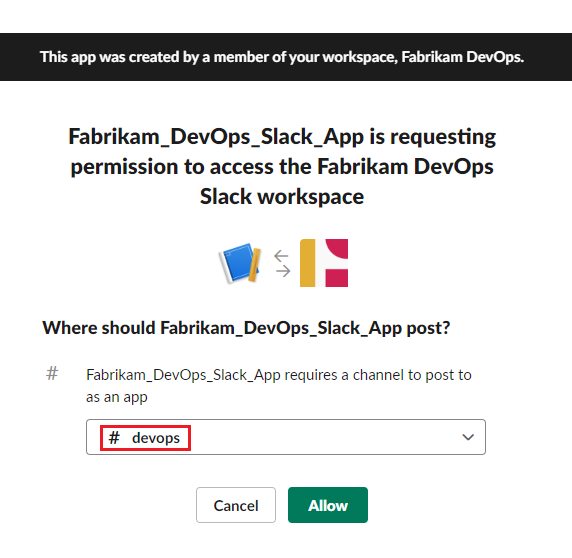 This app was created by a member of your workspace, Fabrikam DevOps.
Fabrikam_DevOps_Slack_App is requesting
permission to access the Fabrikam DevOps
Slack workspace
Where should Fabrikam_DevOps_Slack_App post?
# Fabrikam_DevOps_Slack_App requires a channel to post to
as an app
# devops
Cancel Allow